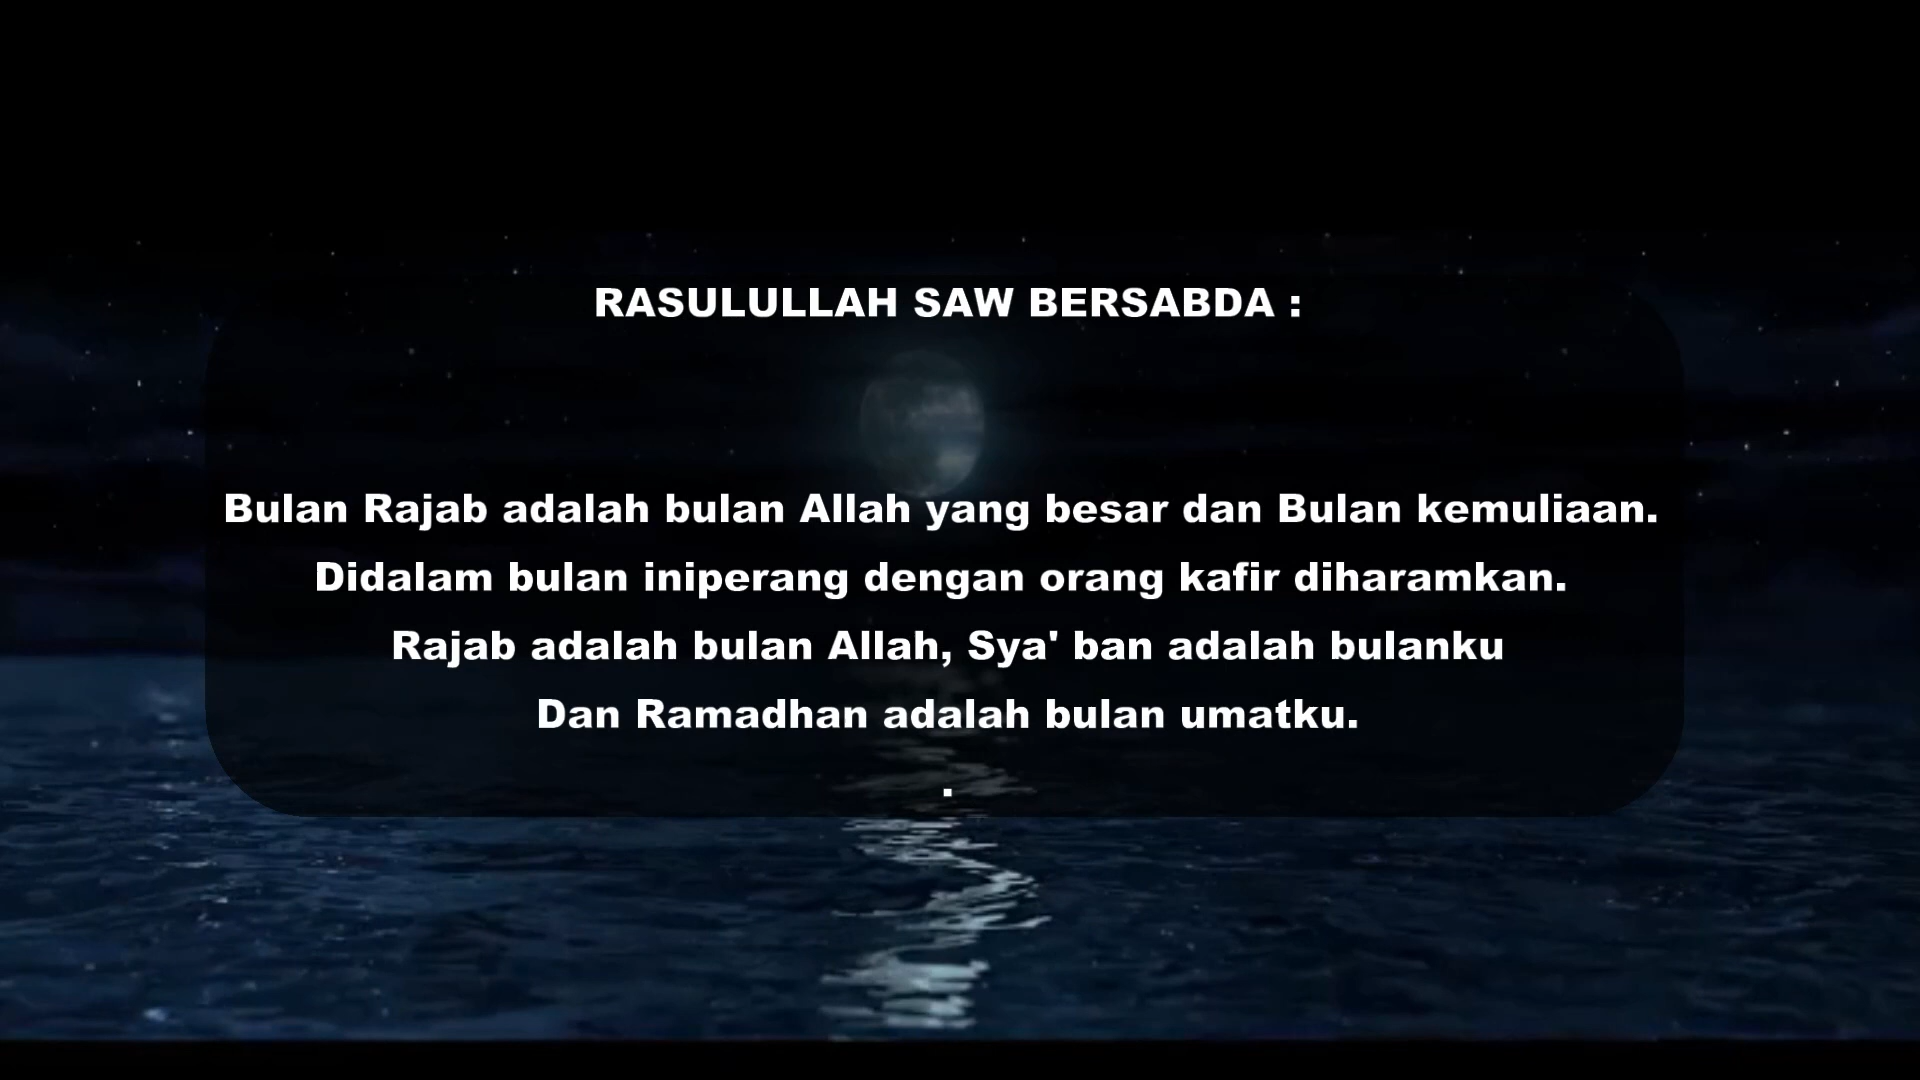 RASULULLAH SAW BERSABDA :
Bulan Rajab adalah bulan Allah yang besar dan Bulan kemuliaan.
Didalam bulan iniperang dengan orang kafir diharamkan.
Rajab adalah bulan Allah, Sya' ban adalah bulanku
Dan Ramadhan adalah bulan umatku.
.